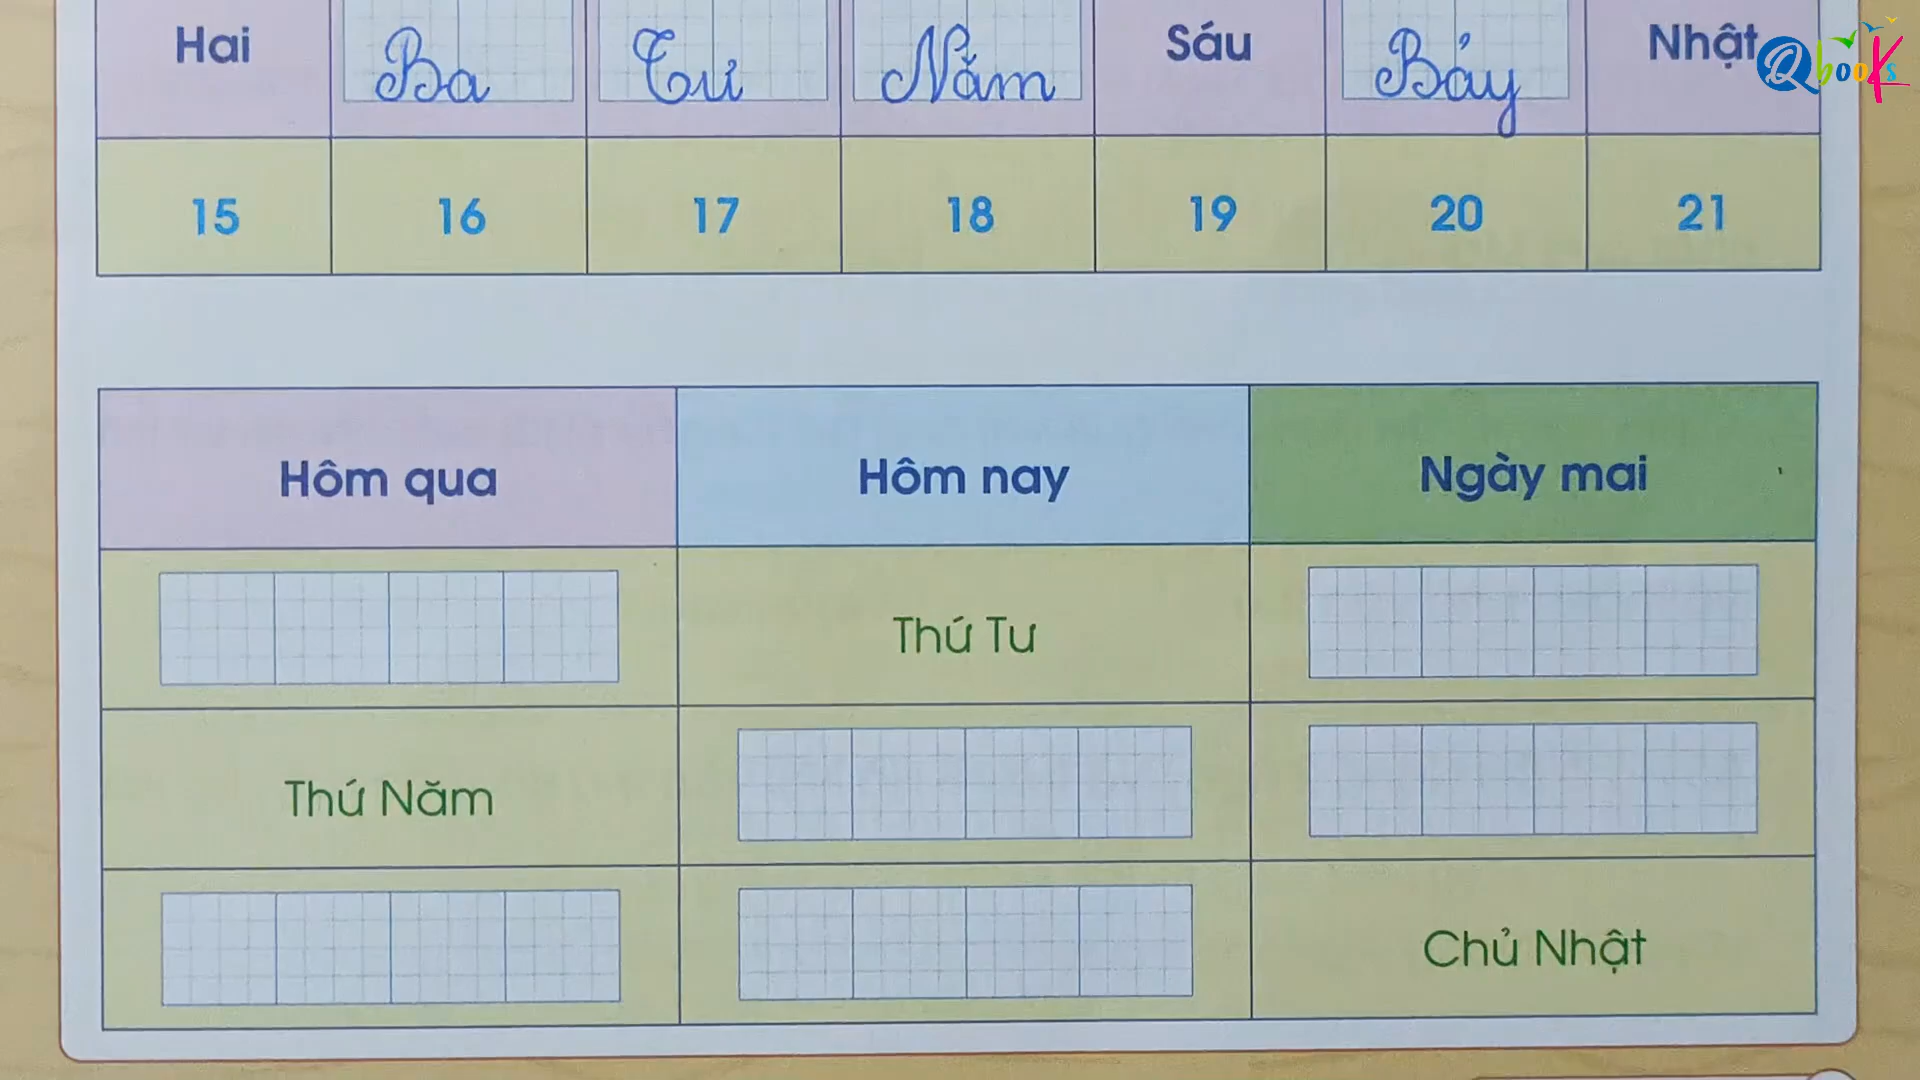 Hai Ba Tư Năm Sáu Bảy Nhật
Qbooks
15 16 17 18 19 20 21
Hôm qua Hôm nay Ngày mai
Thứ Tư
Thứ Năm
Chủ Nhật